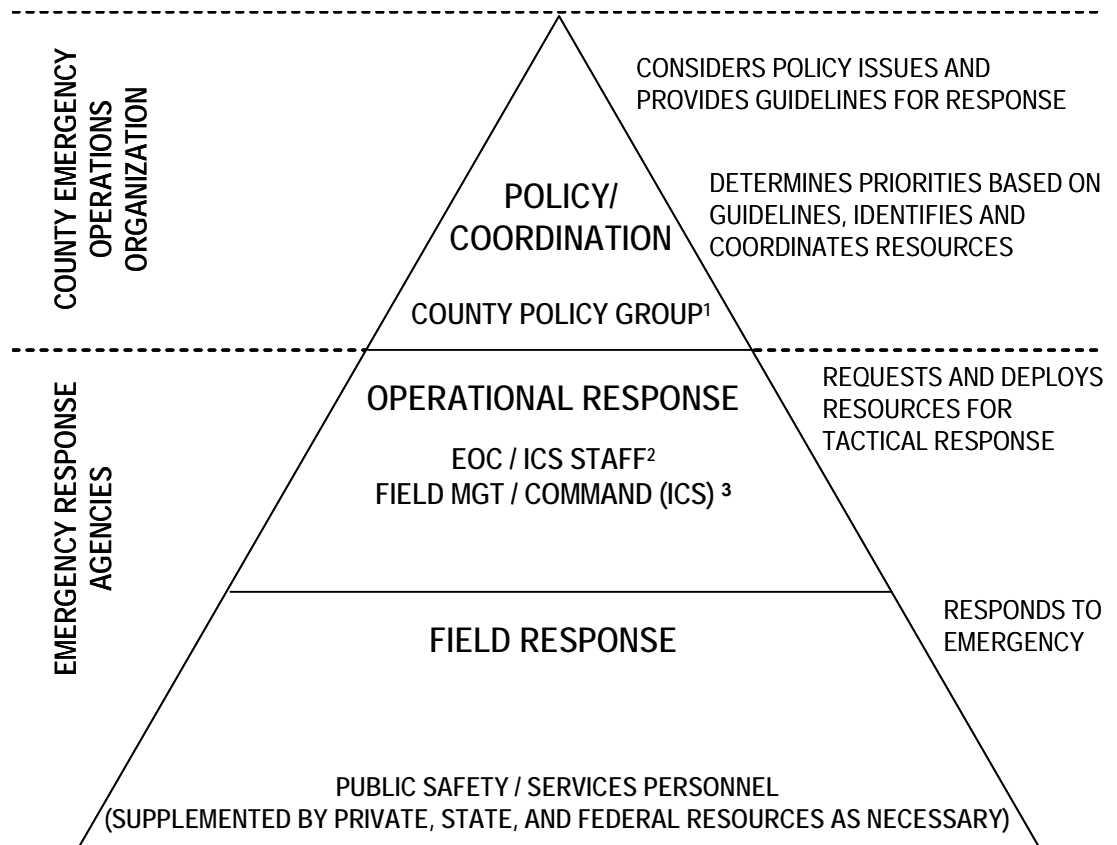 COUNTY EMERGENCY
OPERATIONS
ORGANIZATION
CONSIDERS POLICY ISSUES AND
PROVIDES GUIDELINES FOR RESPONSE
POLICY/
COORDINATION
DETERMINES PRIORITIES BASED ON
GUIDELINES, IDENTIFIES AND
COORDINATES RESOURCES
COUNTY POLICY GROUP¹
EMERGENCY RESPONSE
AGENCIES
OPERATIONAL RESPONSE
REQUESTS AND DEPLOYS
RESOURCES FOR
TACTICAL RESPONSE
EOC / ICS STAFF²
FIELD MGT / COMMAND (ICS) ³
FIELD RESPONSE
RESPONDS TO
EMERGENCY
PUBLIC SAFETY / SERVICES PERSONNEL
(SUPPLEMENTED BY PRIVATE, STATE, AND FEDERAL RESOURCES AS NECESSARY)